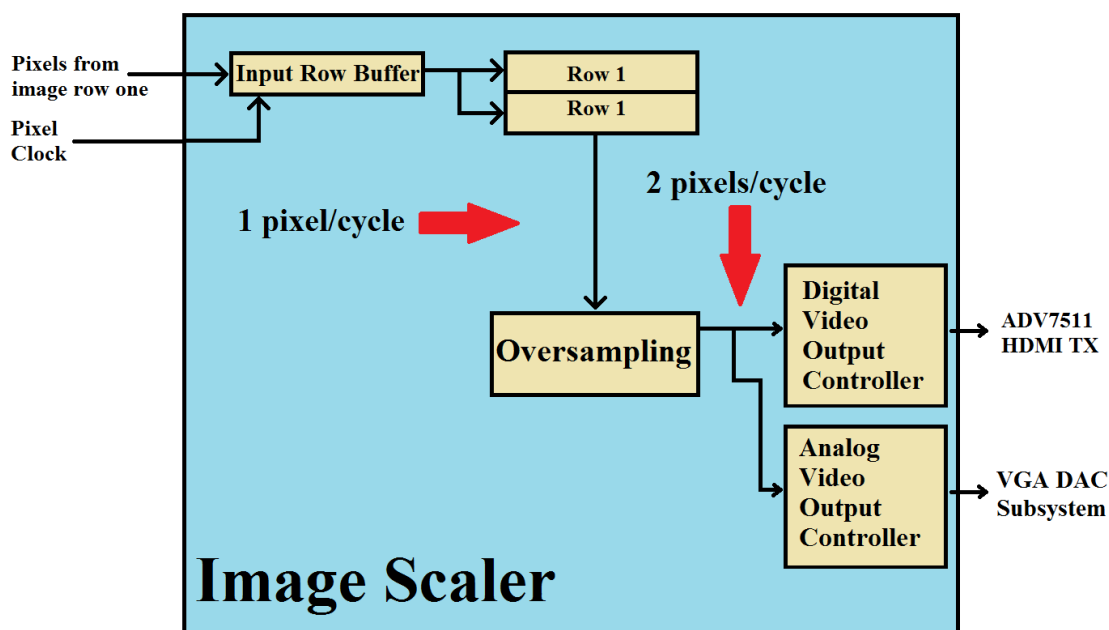 Pixels from
image row one
Pixel
Clock
Input Row Buffer
Row 1
Row 1
1 pixel/cycle
2 pixels/cycle
Oversampling
Digital
Video
Output
Controller
ADV7511
HDMI TX
Analog
Video
Output
Controller
VGA DAC
Subsystem
Image Scaler